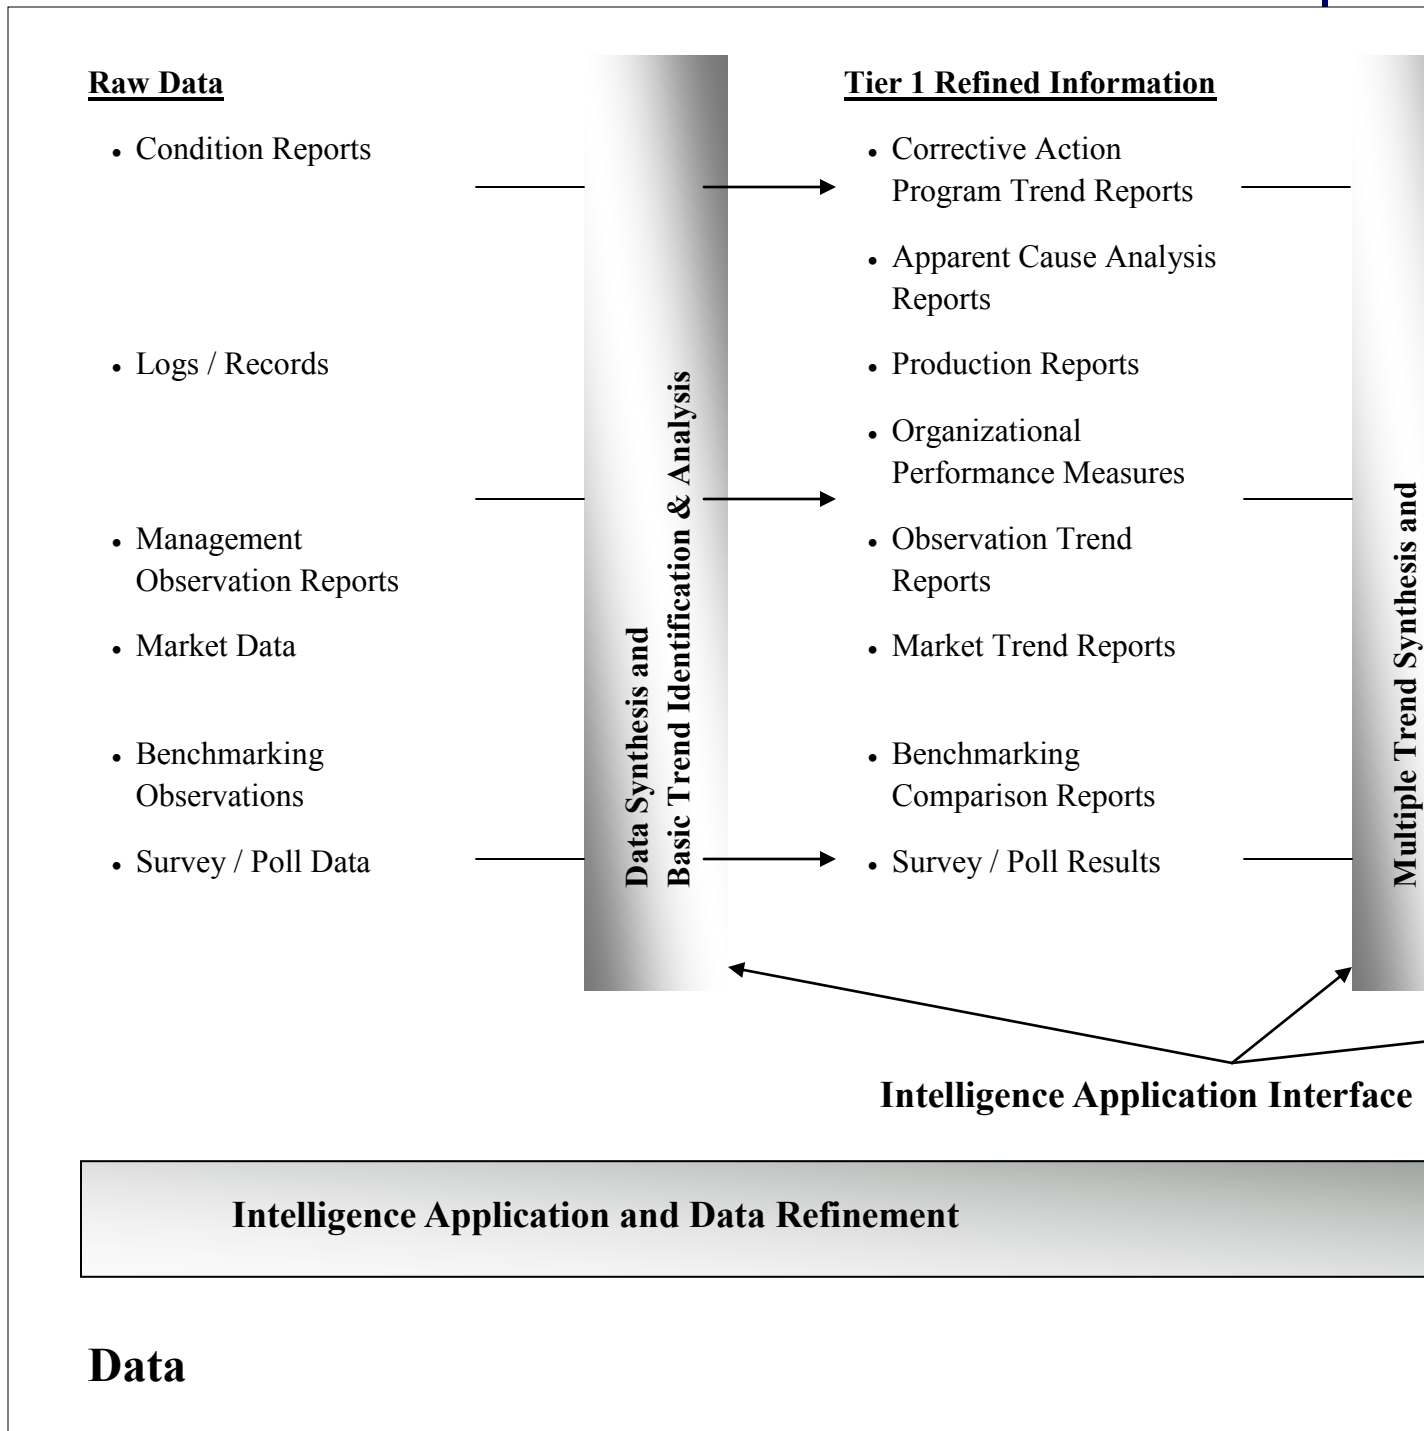 Raw Data
• Condition Reports
• Logs / Records
• Management
Observation Reports
• Market Data
• Benchmarking
Observations
• Survey / Poll Data
Data Synthesis and
Basic Trend Identification & Analysis
Tier 1 Refined Information
• Corrective Action
Program Trend Reports
• Apparent Cause Analysis
Reports
• Production Reports
• Organizational
Performance Measures
• Observation Trend
Reports
• Market Trend Reports
• Benchmarking
Comparison Reports
• Survey / Poll Results
Multiple Trend Synthesis and
Intelligence Application Interface
Intelligence Application and Data Refinement
Data